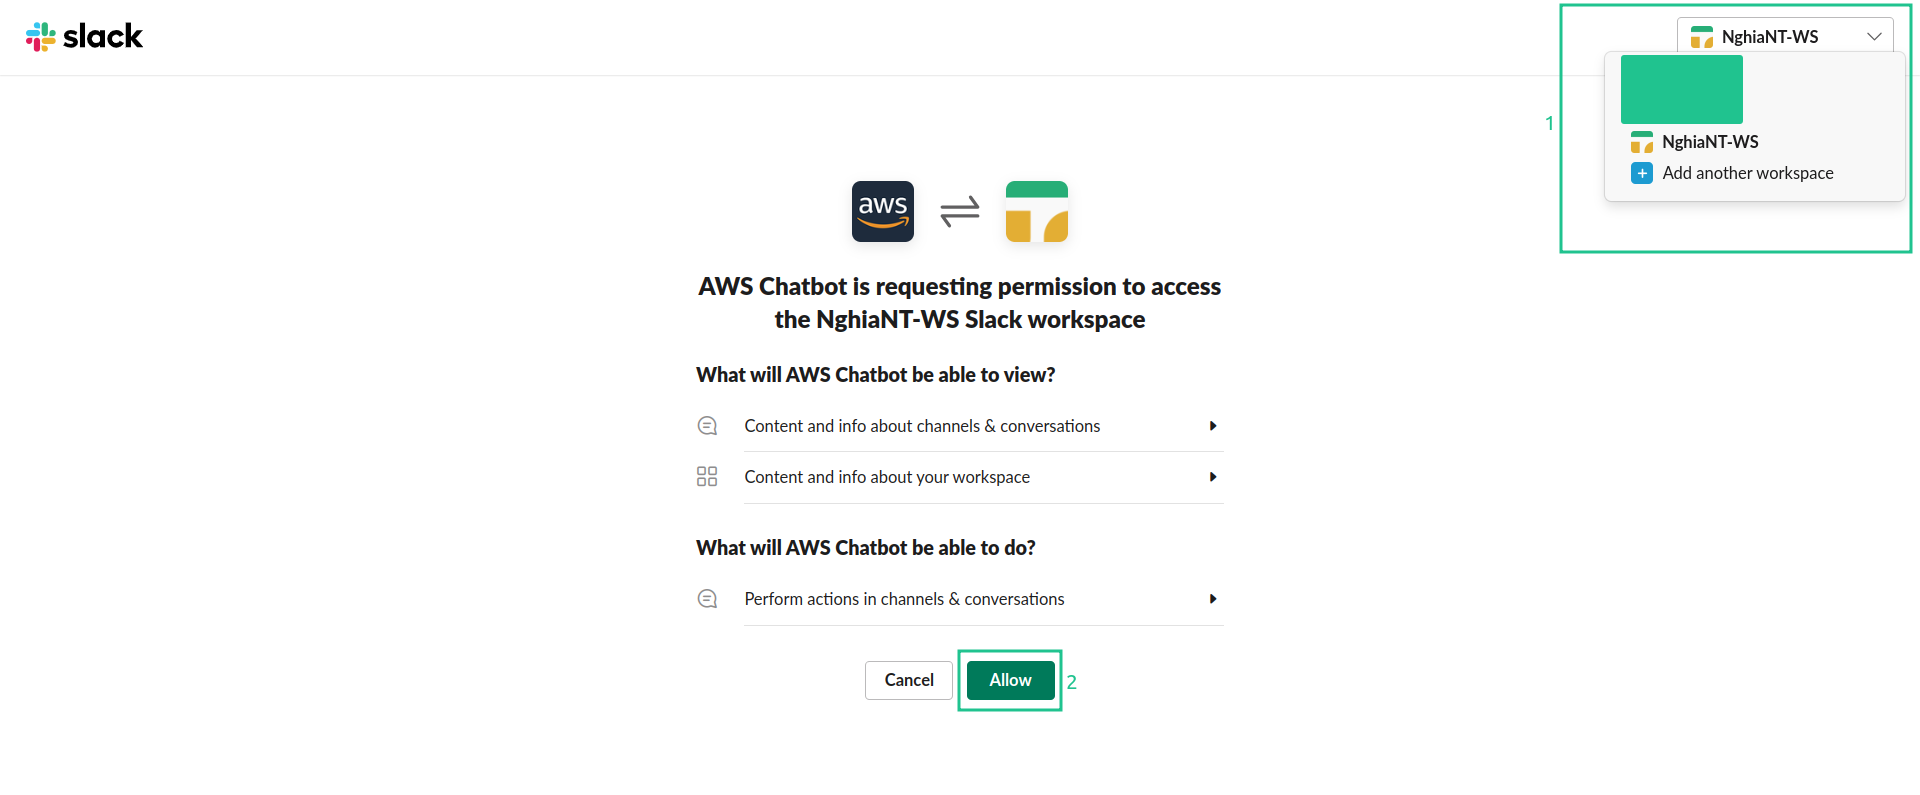 slack
NghiaNT-WS
1
NghiaNT-WS
Add another workspace
aws
AWS Chatbot is requesting permission to access
the NghiaNT-WS Slack workspace
What will AWS Chatbot be able to view?
Content and info about channels & conversations
Content and info about your workspace
What will AWS Chatbot be able to do?
Perform actions in channels & conversations
Cancel
Allow
2